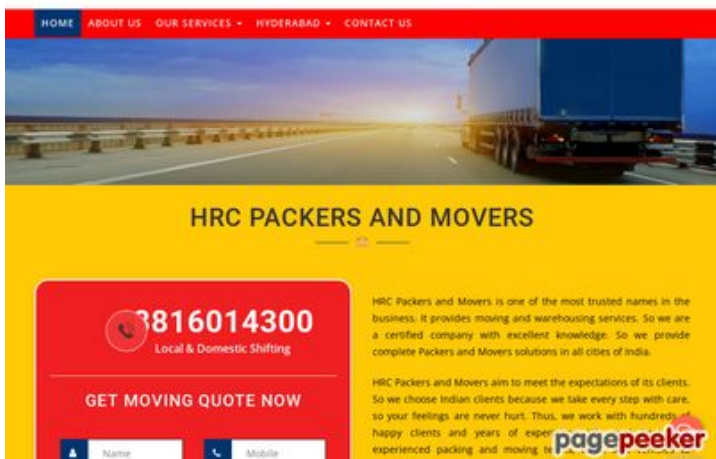 HOME ABOUT US OUR SERVICES HYDERABAD CONTACT US
HRC PACKERS AND MOVERS
8816014300
Local & Domestic Shifting
GET MOVING QUOTE NOW
Name Mobile
HRC Packers and Movers is one of the most trusted names in the
business. It provides moving and warehousing services. So we are
a certified company with excellent knowledge. So we provide
complete Packers and Movers solutions in all cities of India.
HRC Packers and Movers aim to meet the expectations of its clients.
So we choose Indian clients because we take every step with care,
so your feelings are never hurt. Thus, we work with hundreds of
happy clients and years of
experienced packing and moving
pagepeeker